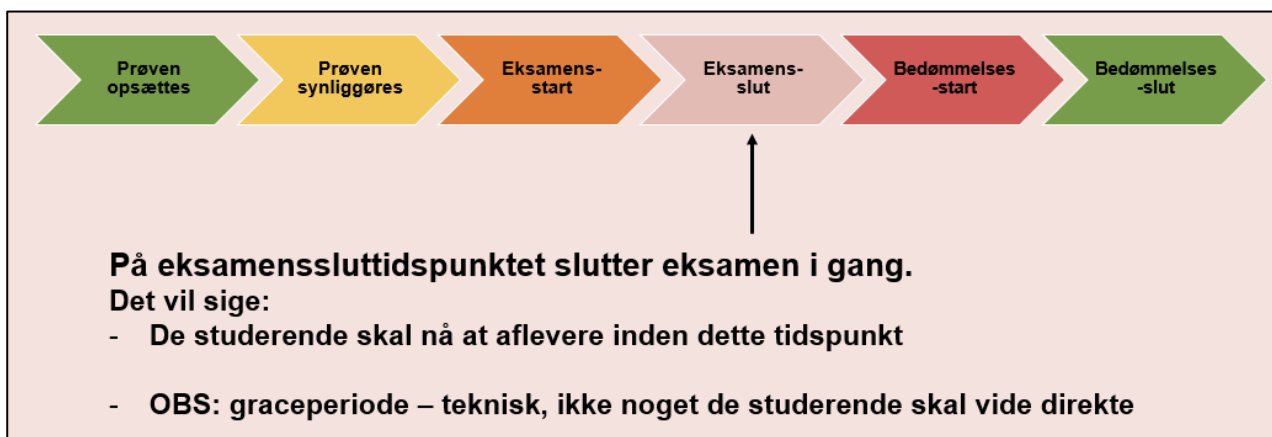 Prøven
opsættes
Prøven
synliggøres
Eksamens-
start
Eksamens-
slut
Bedømmelses
-start
Bedømmelses
-slut
På eksamenssluttidspunktet slutter eksamen i gang.
Det vil sige:
- De studerende skal nå at aflevere inden dette tidspunkt
- OBS: graceperiode – teknisk, ikke noget de studerende skal vide direkte